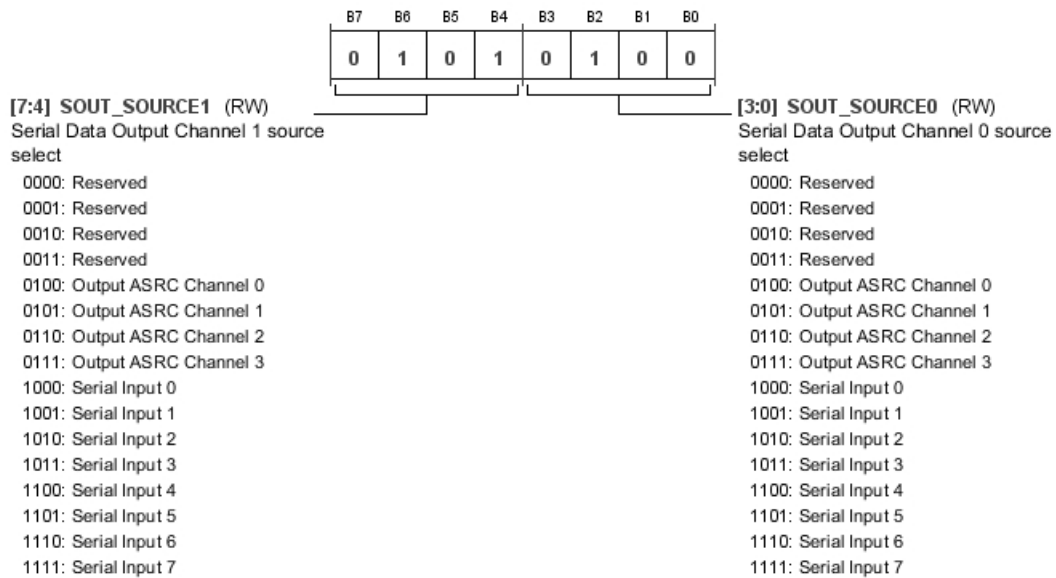 B7 B6 B5 B4 B3 B2 B1 B0
0 1 0 1 0 1 0 0
[7:4] SOUT_SOURCE1 (RW)
Serial Data Output Channel 1 source
select
0000: Reserved
0001: Reserved
0010: Reserved
0011: Reserved
0100: Output ASRC Channel 0
0101: Output ASRC Channel 1
0110: Output ASRC Channel 2
0111: Output ASRC Channel 3
1000: Serial Input 0
1001: Serial Input 1
1010: Serial Input 2
1011: Serial Input 3
1100: Serial Input 4
1101: Serial Input 5
1110: Serial Input 6
1111: Serial Input 7
[3:0] SOUT_SOURCE0 (RW)
Serial Data Output Channel 0 source
select
0000: Reserved
0001: Reserved
0010: Reserved
0011: Reserved
0100: Output ASRC Channel 0
0101: Output ASRC Channel 1
0110: Output ASRC Channel 2
0111: Output ASRC Channel 3
1000: Serial Input 0
1001: Serial Input 1
1010: Serial Input 2
1011: Serial Input 3
1100: Serial Input 4
1101: Serial Input 5
1110: Serial Input 6
1111: Serial Input 7